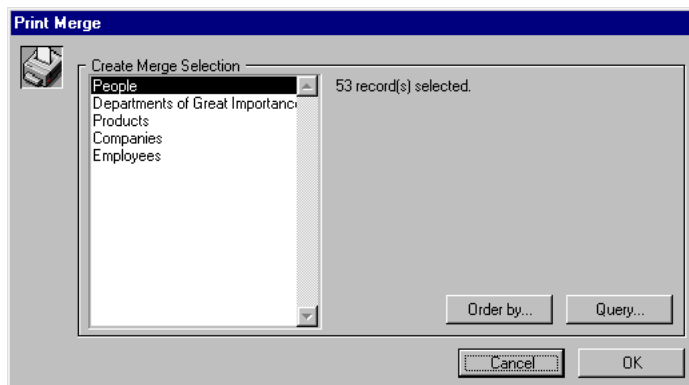 Print Merge
Create Merge Selection
People
53 record(s) selected.
Departments of Great Importanc
Products
Companies
Employees
Order by...
Query...
Cancel
OK